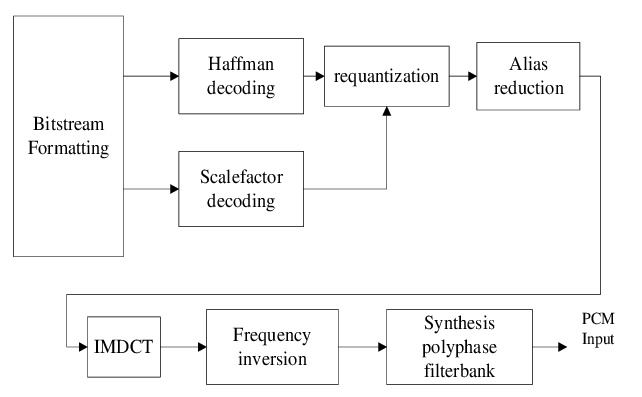 Bitstream
Formatting
Haffman
decoding
Scalefactor
decoding
requantization
Alias
reduction
IMDCT
Frequency
inversion
Synthesis
polyphase
filterbank
PCM
Input